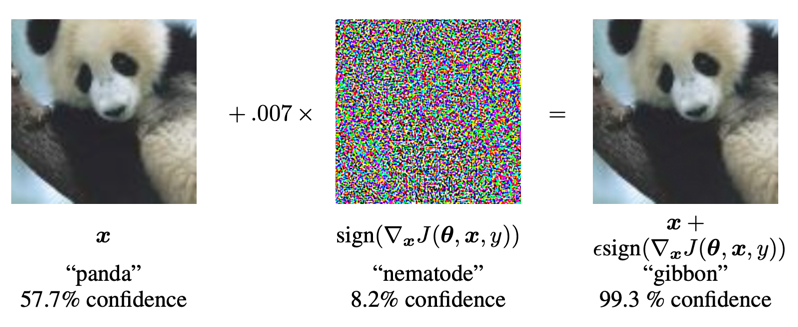 + .007 ×
=
x
sign(∇ₓJ(θ, x, y))
x +
ϵsign(∇ₓJ(θ, x, y))
“panda”
“nematode”
“gibbon”
57.7% confidence
8.2% confidence
99.3 % confidence